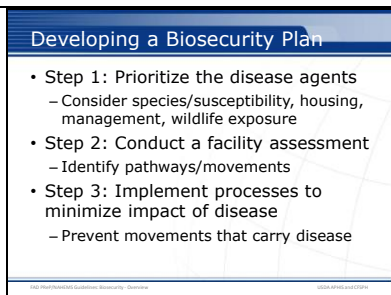 Developing a Biosecurity Plan
• Step 1: Prioritize the disease agents
– Consider species/susceptibility, housing,
management, wildlife exposure
• Step 2: Conduct a facility assessment
– Identify pathways/movements
• Step 3: Implement processes to
minimize impact of disease
– Prevent movements that carry disease
FAD PReP/NAHEMS Guidelines: Biosecurity - Overview USDA APHIS and CFSPH